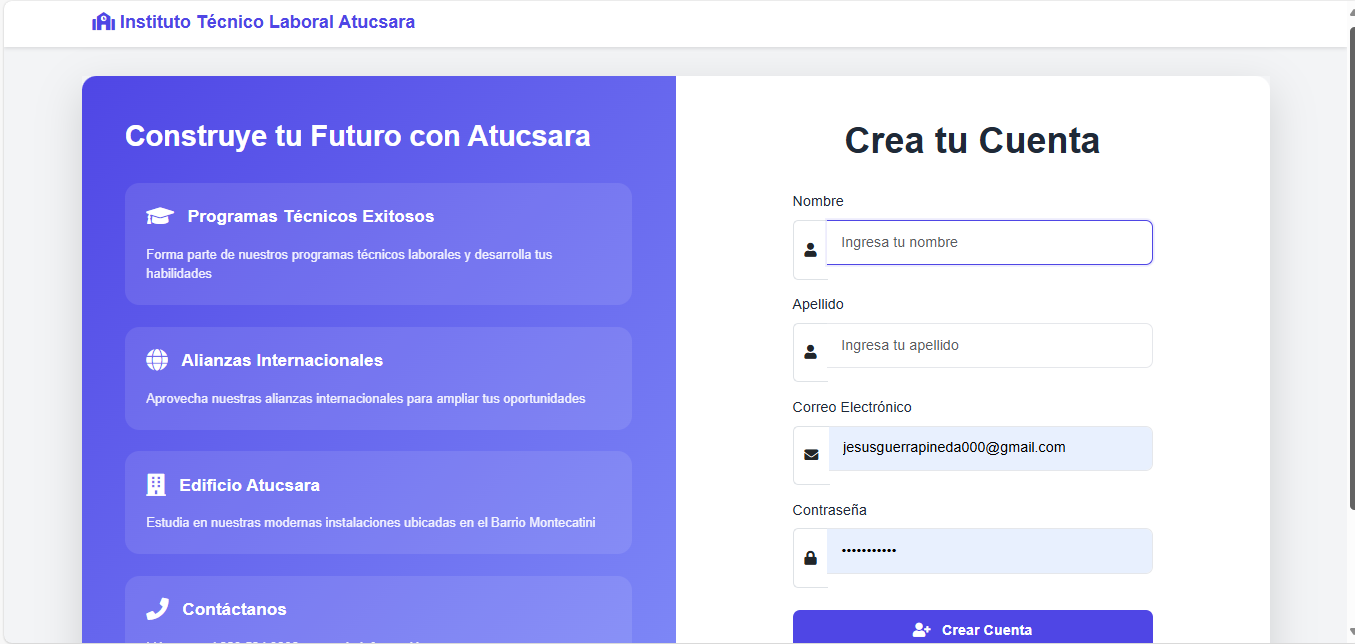 Instituto Técnico Laboral Atucsara
Construye tu Futuro con Atucsara
Programas Técnicos Exitosos
Forma parte de nuestros programas técnicos laborales y desarrolla tus
habilidades
Alianzas Internacionales
Aprovecha nuestras alianzas internacionales para ampliar tus oportunidades
Edificio Atucsara
Estudia en nuestras modernas instalaciones ubicadas en el Barrio Montecatini
Contáctanos
Crea tu Cuenta
Nombre
Ingresa tu nombre
Apellido
Ingresa tu apellido
Correo Electrónico
jesusguerrapineda000@gmail.com
Contraseña
•••••••••••
Crear Cuenta